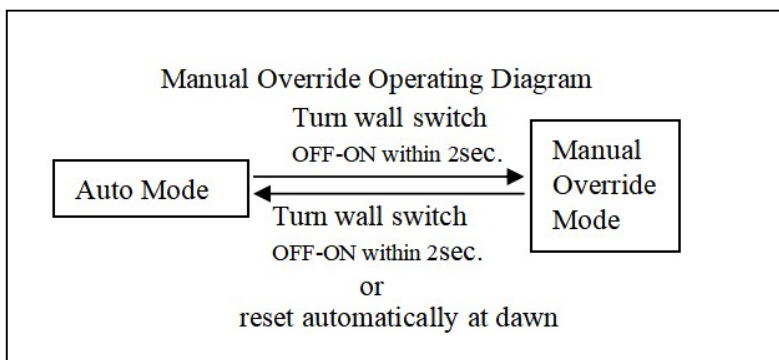 Manual Override Operating Diagram
Turn wall switch
OFF-ON within 2sec.
Auto Mode
Manual
Override
Mode
Turn wall switch
OFF-ON within 2sec.
or
reset automatically at dawn